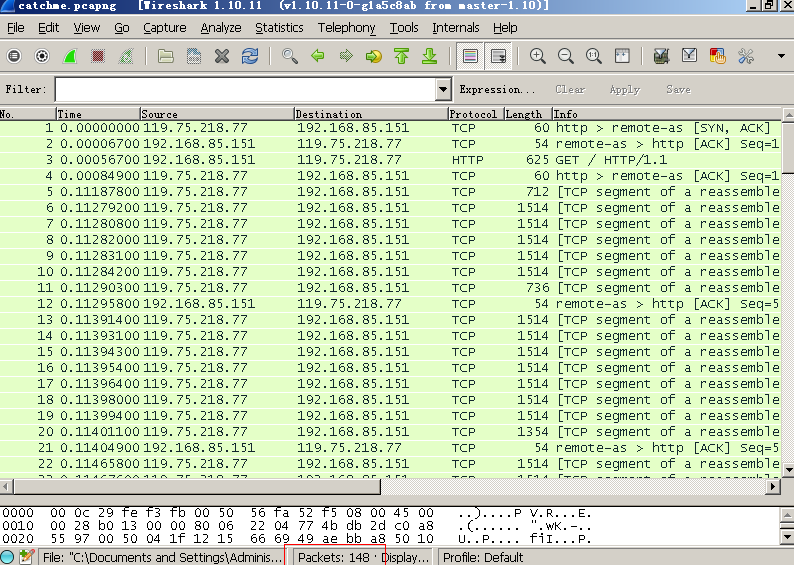 catchme.pcapng [Wireshark 1.10.11 (v1.10.11-0-g1a5c8ab from master-1.10)]
File Edit View Go Capture Analyze Statistics Telephony Tools Internals Help
Filter: Expression... Clear Apply Save
No. Time Source Destination Protocol Length Info
1 0.00000000 119.75.218.77 192.168.85.151 TCP 60 http > remote-as [SYN, ACK]
2 0.00006700 192.168.85.151 119.75.218.77 TCP 54 remote-as > http [ACK] Seq=1
3 0.00056700 192.168.85.151 119.75.218.77 HTTP 625 GET / HTTP/1.1
4 0.00084900 119.75.218.77 192.168.85.151 TCP 60 http > remote-as [ACK] Seq=1
5 0.11187800 119.75.218.77 192.168.85.151 TCP 712 [TCP segment of a reassemble
6 0.11279200 119.75.218.77 192.168.85.151 TCP 1514 [TCP segment of a reassemble
7 0.11280800 119.75.218.77 192.168.85.151 TCP 1514 [TCP segment of a reassemble
8 0.11282000 119.75.218.77 192.168.85.151 TCP 1514 [TCP segment of a reassemble
9 0.11283100 119.75.218.77 192.168.85.151 TCP 1514 [TCP segment of a reassemble
10 0.11284200 119.75.218.77 192.168.85.151 TCP 1514 [TCP segment of a reassemble
11 0.11290300 119.75.218.77 192.168.85.151 TCP 736 [TCP segment of a reassemble
12 0.11295800 192.168.85.151 119.75.218.77 TCP 54 remote-as > http [ACK] Seq=5
13 0.11391400 119.75.218.77 192.168.85.151 TCP 1514 [TCP segment of a reassemble
14 0.11393100 119.75.218.77 192.168.85.151 TCP 1514 [TCP segment of a reassemble
15 0.11394300 119.75.218.77 192.168.85.151 TCP 1514 [TCP segment of a reassemble
16 0.11395400 119.75.218.77 192.168.85.151 TCP 1514 [TCP segment of a reassemble
17 0.11396400 119.75.218.77 192.168.85.151 TCP 1514 [TCP segment of a reassemble
18 0.11398000 119.75.218.77 192.168.85.151 TCP 1514 [TCP segment of a reassemble
19 0.11399400 119.75.218.77 192.168.85.151 TCP 1514 [TCP segment of a reassemble
20 0.11401100 119.75.218.77 192.168.85.151 TCP 1354 [TCP segment of a reassemble
21 0.11404900 192.168.85.151 119.75.218.77 TCP 54 remote-as > http [ACK] Seq=5
22 0.11465800 119.75.218.77 192.168.85.151 TCP 1514 [TCP segment of a reassemble
0000 00 0c 29 fe f3 fb 00 50 56 fa 52 f5 08 00 45 00 ..)....P V.R...E.
0010 00 28 b0 13 00 00 80 06 22 04 77 4b db 2d c0 a8 .(...... ".wK.-..
0020 55 97 00 50 04 1f 12 15 66 69 49 ae bb a8 50 10 U..P.... fiI...P.
File: "C:\Documents and Settings\Adminis... Packets: 148 · Display... Profile: Default